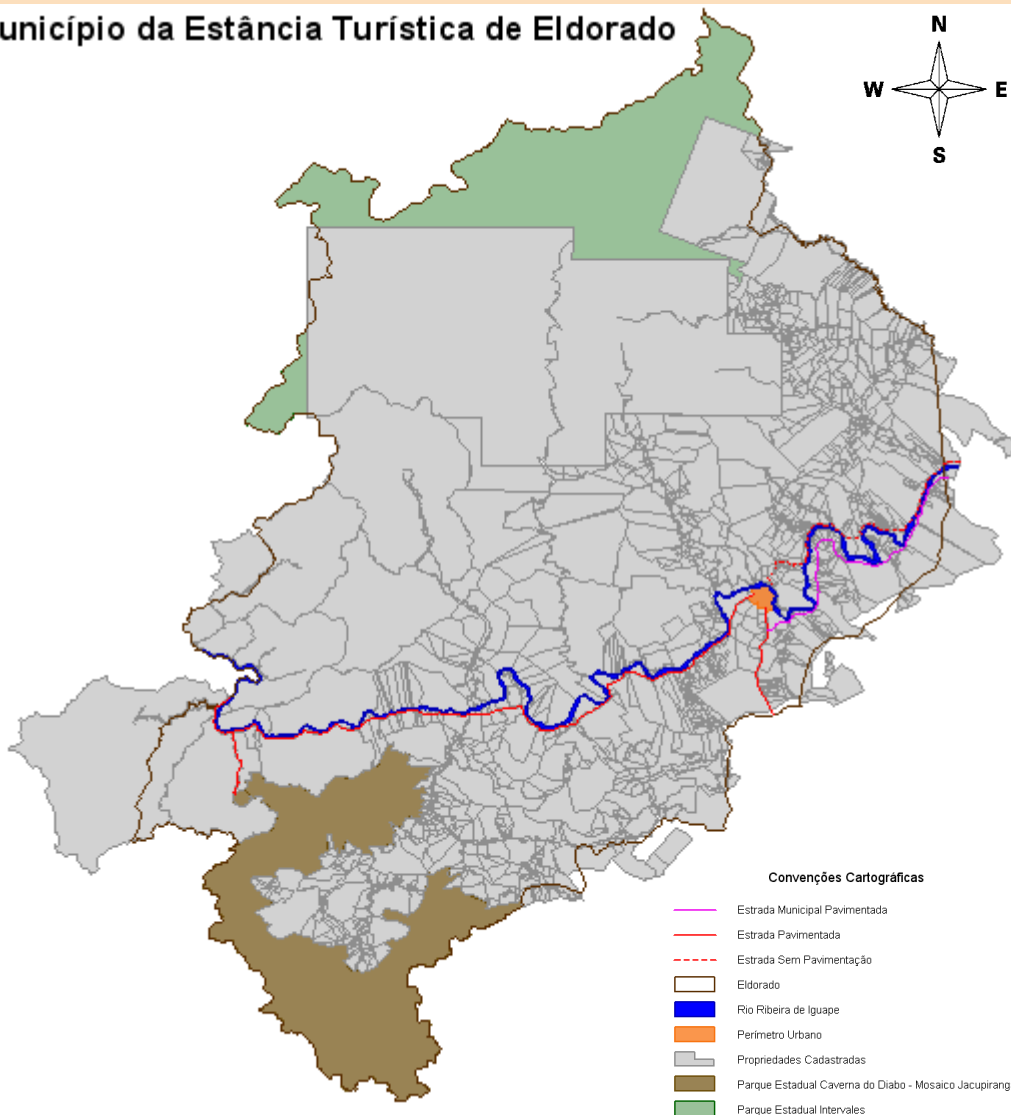 unicípio da Estância Turística de Eldorado
N
W
E
S
Convenções Cartográficas
Estrada Municipal Pavimentada
Estrada Pavimentada
Estrada Sem Pavimentação
Eldorado
Rio Ribeira de Iguape
Perímetro Urbano
Propriedades Cadastradas
Parque Estadual Caverna do Diabo - Mosaico Jacupirang
Parque Estadual Intervales